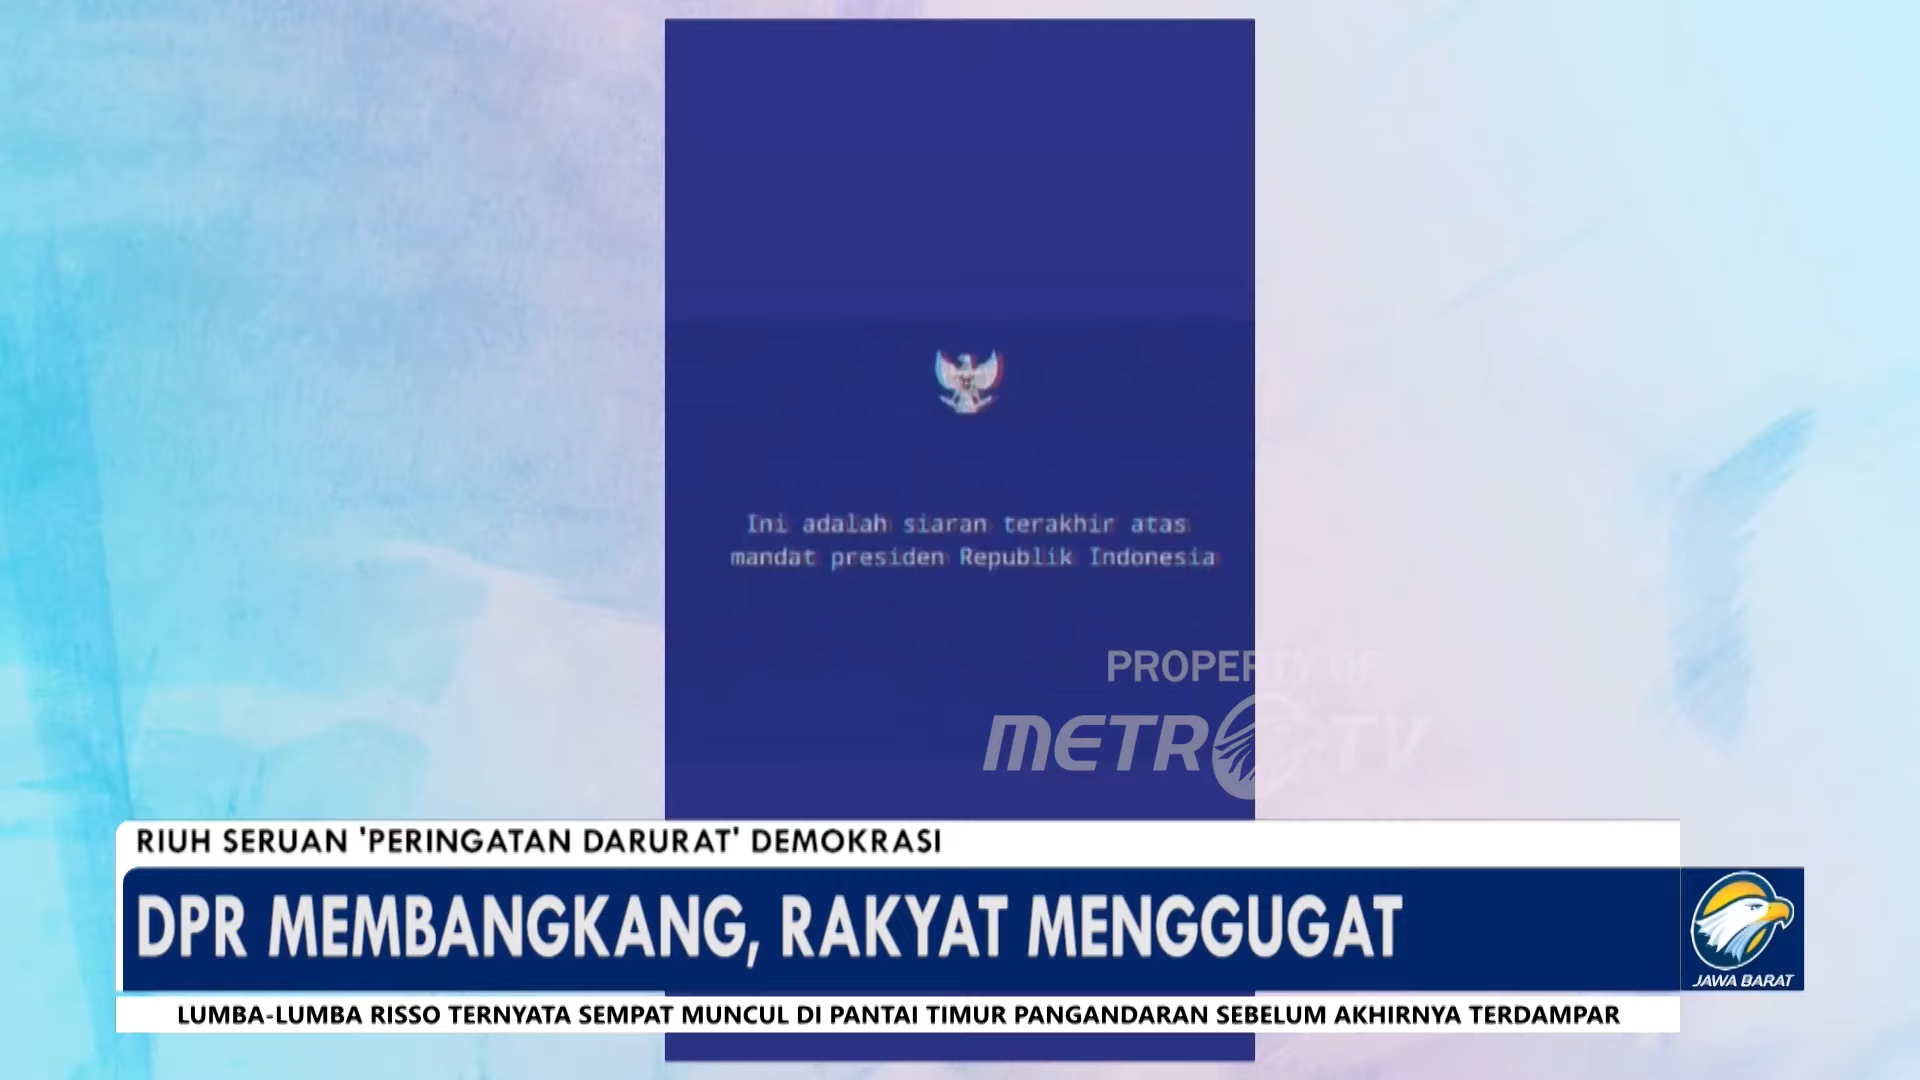 Ini adalah siaran terakhir atas
mandat presiden Republik Indonesia
PROPERTY OF
METRO TV
RIUH SERUAN 'PERINGATAN DARURAT' DEMOKRASI
DPR MEMBANGKANG, RAKYAT MENGGUGAT
JAWA BARAT
LUMBA-LUMBA RISSO TERNYATA SEMPAT MUNCUL DI PANTAI TIMUR PANGANDARAN SEBELUM AKHIRNYA TERDAMPAR